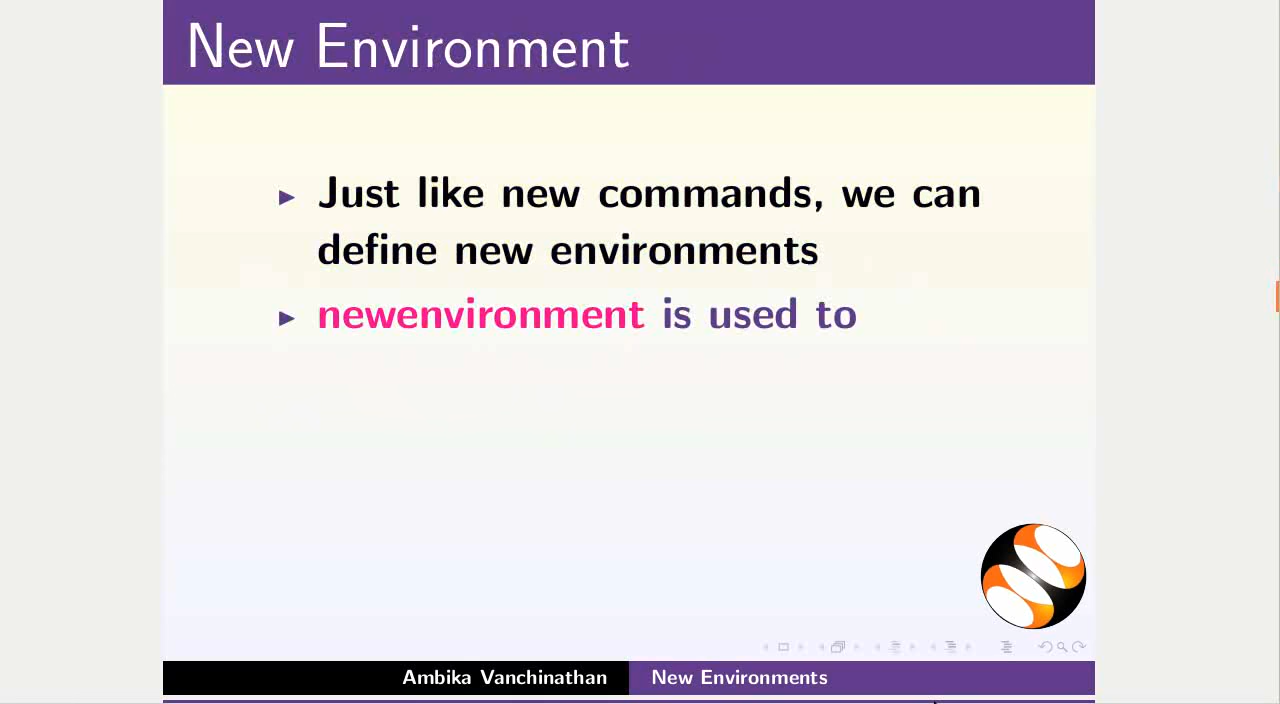 New Environment
Just like new commands, we can
define new environments
newenvironment is used to
Ambika Vanchinathan
New Environments